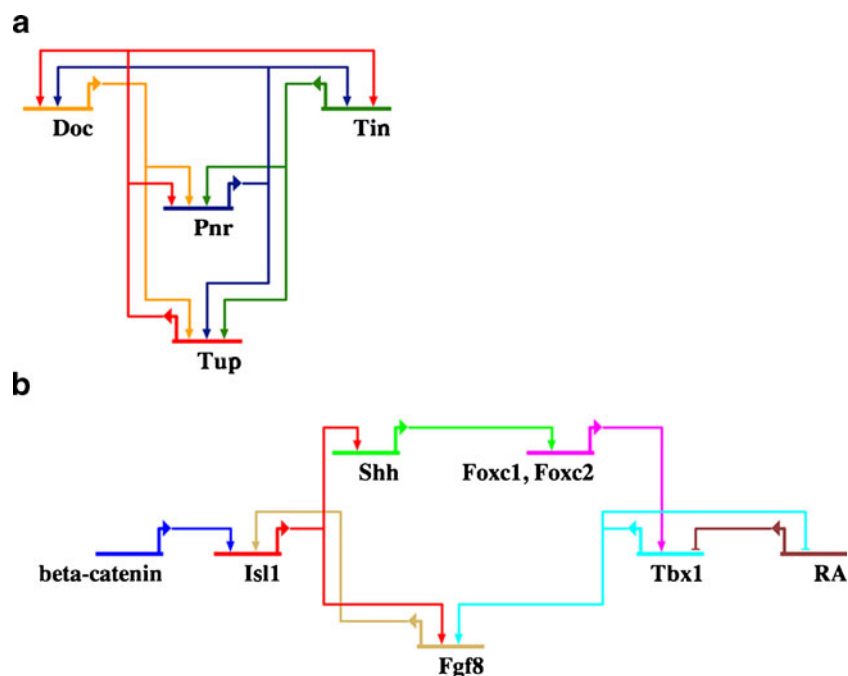 a
Doc
Tin
Pnr
Tup
b
Shh
Foxc1, Foxc2
beta-catenin
Isl1
Tbx1
RA
Fgf8